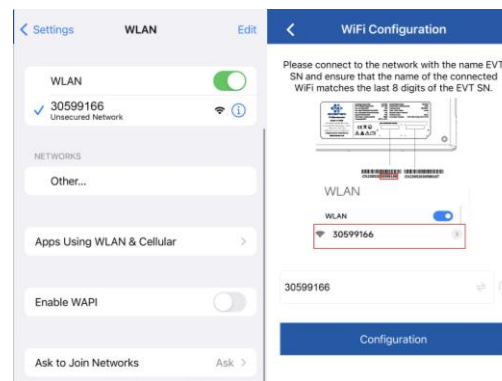 Settings
WLAN
Edit
WLAN
30599166
Unsecured Network
NETWORKS
Other...
Apps Using WLAN & Cellular
Enable WAPI
Ask to Join Networks
Ask
WiFi Configuration
Please connect to the network with the name EVT
SN and ensure that the name of the connected
WiFi matches the last 8 digits of the EVT SN.
WLAN
WLAN
30599166
30599166
Configuration